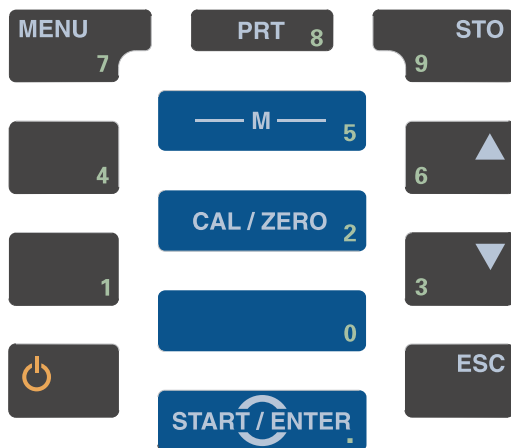 MENU
7
PRT 8
STO
9
M
5
4
6
CAL / ZERO 2
1
3
0
ESC
START / ENTER
.